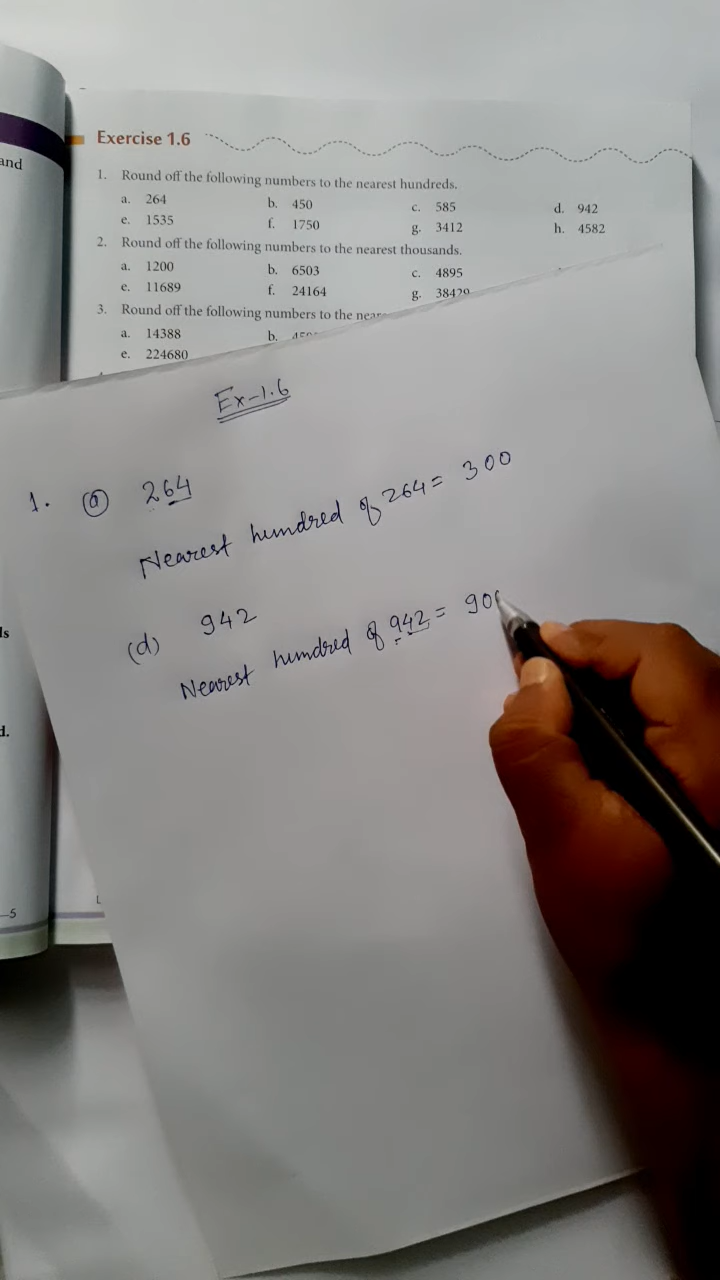 and
Exercise 1.6
1. Round off the following numbers to the nearest hundreds.
a. 264 b. 450 c. 585 d. 942
e. 1535 f. 1750 g. 3412 h. 4582
2. Round off the following numbers to the nearest thousands.
a. 1200 b. 6503 c. 4895
e. 11689 f. 24164 g.
3. Round off the following numbers to the
a. 14388 b.
e. 224680
Ex-1.6
1. (a) 264
Nearest hundred of 264 = 300
(d) 942
Nearest hundred of 942 = 900
ls
d.
-5